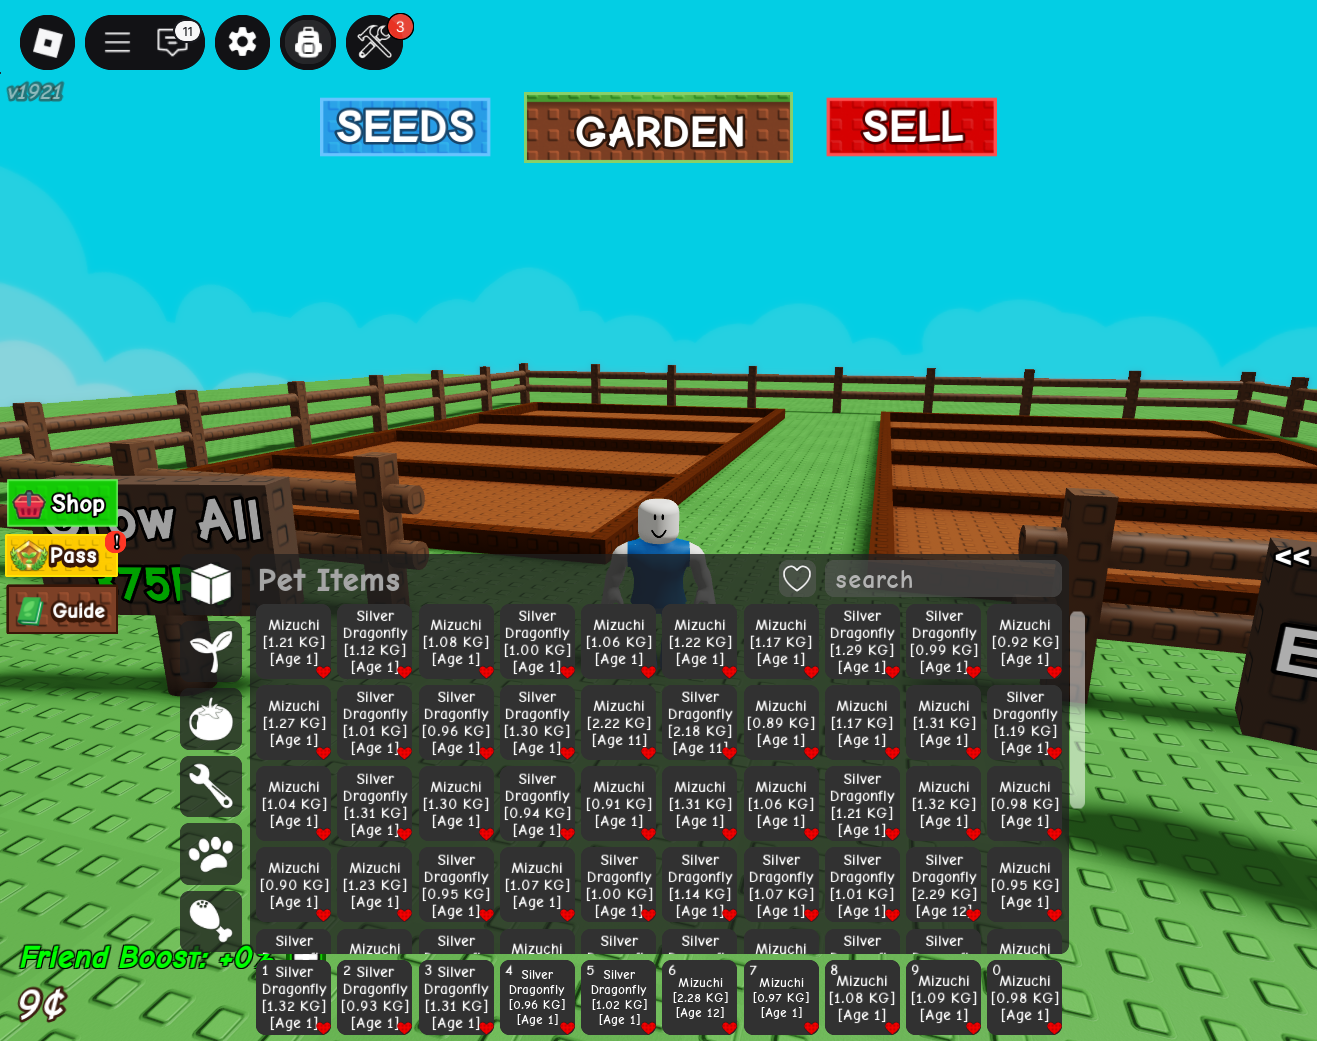 11
3
v1921
SEEDS
GARDEN
SELL
Shop
Grow All
Pass
!
Guide
<<
E
Pet Items
search
Mizuchi
[1.21 KG]
[Age 1]
Silver
Dragonfly
[1.12 KG]
[Age 1]
Mizuchi
[1.08 KG]
[Age 1]
Silver
Dragonfly
[1.00 KG]
[Age 1]
Mizuchi
[1.06 KG]
[Age 1]
Mizuchi
[1.22 KG]
[Age 1]
Mizuchi
[1.17 KG]
[Age 1]
Silver
Dragonfly
[1.29 KG]
[Age 1]
Silver
Dragonfly
[0.99 KG]
[Age 1]
Mizuchi
[0.92 KG]
[Age 1]
Mizuchi
[1.27 KG]
[Age 1]
Silver
Dragonfly
[1.01 KG]
[Age 1]
Silver
Dragonfly
[0.96 KG]
[Age 1]
Silver
Dragonfly
[1.30 KG]
[Age 1]
Mizuchi
[2.22 KG]
[Age 11]
Silver
Dragonfly
[2.18 KG]
[Age 11]
Mizuchi
[0.89 KG]
[Age 1]
Mizuchi
[1.17 KG]
[Age 1]
Mizuchi
[1.31 KG]
[Age 1]
Silver
Dragonfly
[1.19 KG]
[Age 1]
Mizuchi
[1.04 KG]
[Age 1]
Silver
Dragonfly
[1.31 KG]
[Age 1]
Mizuchi
[1.30 KG]
[Age 1]
Silver
Dragonfly
[0.94 KG]
[Age 1]
Mizuchi
[0.91 KG]
[Age 1]
Mizuchi
[1.31 KG]
[Age 1]
Mizuchi
[1.06 KG]
[Age 1]
Silver
Dragonfly
[1.21 KG]
[Age 1]
Mizuchi
[1.32 KG]
[Age 1]
Mizuchi
[0.98 KG]
[Age 1]
Mizuchi
[0.90 KG]
[Age 1]
Mizuchi
[1.23 KG]
[Age 1]
Silver
Dragonfly
[0.95 KG]
[Age 1]
Mizuchi
[1.07 KG]
[Age 1]
Silver
Dragonfly
[1.00 KG]
[Age 1]
Silver
Dragonfly
[1.14 KG]
[Age 1]
Silver
Dragonfly
[1.07 KG]
[Age 1]
Silver
Dragonfly
[1.01 KG]
[Age 1]
Silver
Dragonfly
[2.29 KG]
[Age 12]
Mizuchi
[0.95 KG]
[Age 1]
Silver
Mizuchi
Silver
Mizuchi
Silver
Silver
Mizuchi
Silver
Silver
Mizuchi
Friend Boost: +0%
9¢
1
Silver
Dragonfly
[1.32 KG]
[Age 1]
2
Silver
Dragonfly
[0.93 KG]
[Age 1]
3
Silver
Dragonfly
[1.31 KG]
[Age 1]
4
Silver
Dragonfly
[0.96 KG]
[Age 1]
5
Silver
Dragonfly
[1.02 KG]
[Age 1]
6
Mizuchi
[2.28 KG]
[Age 12]
7
Mizuchi
[0.97 KG]
[Age 1]
8
Mizuchi
[1.08 KG]
[Age 1]
9
Mizuchi
[1.09 KG]
[Age 1]
0
Mizuchi
[0.98 KG]
[Age 1]